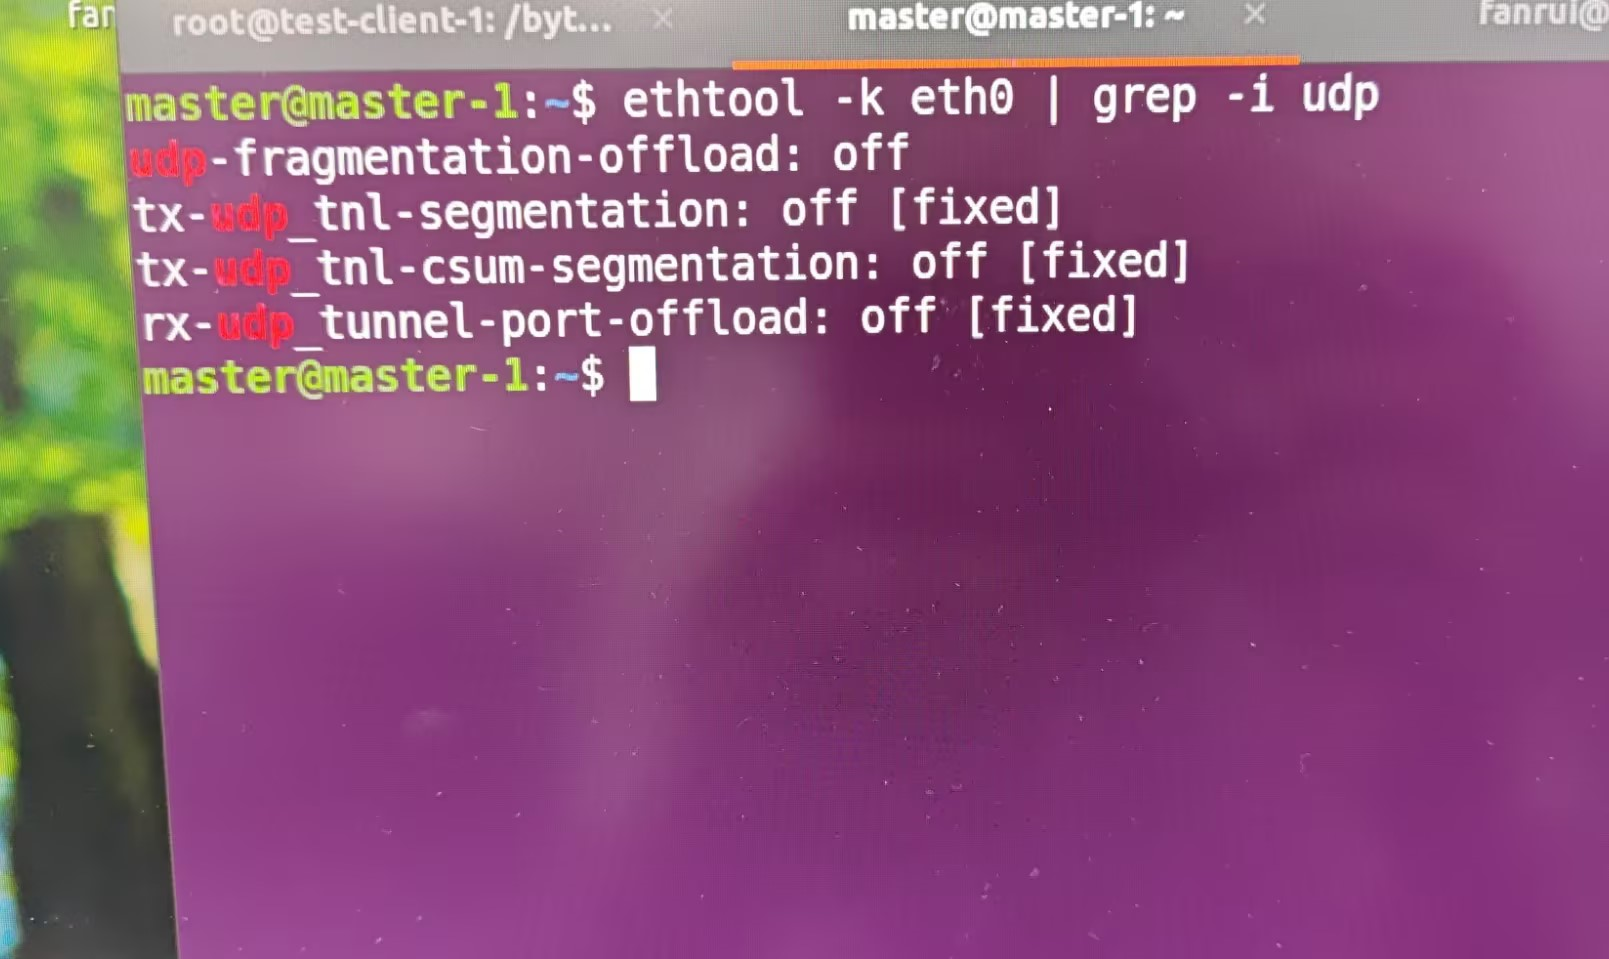 fan
root@test-client-1: /byt...
master@master-1: ~
fanrui@
master@master-1:~$ ethtool -k eth0 | grep -i udp
udp-fragmentation-offload: off
tx-udp_tnl-segmentation: off [fixed]
tx-udp_tnl-csum-segmentation: off [fixed]
rx-udp_tunnel-port-offload: off [fixed]
master@master-1:~$